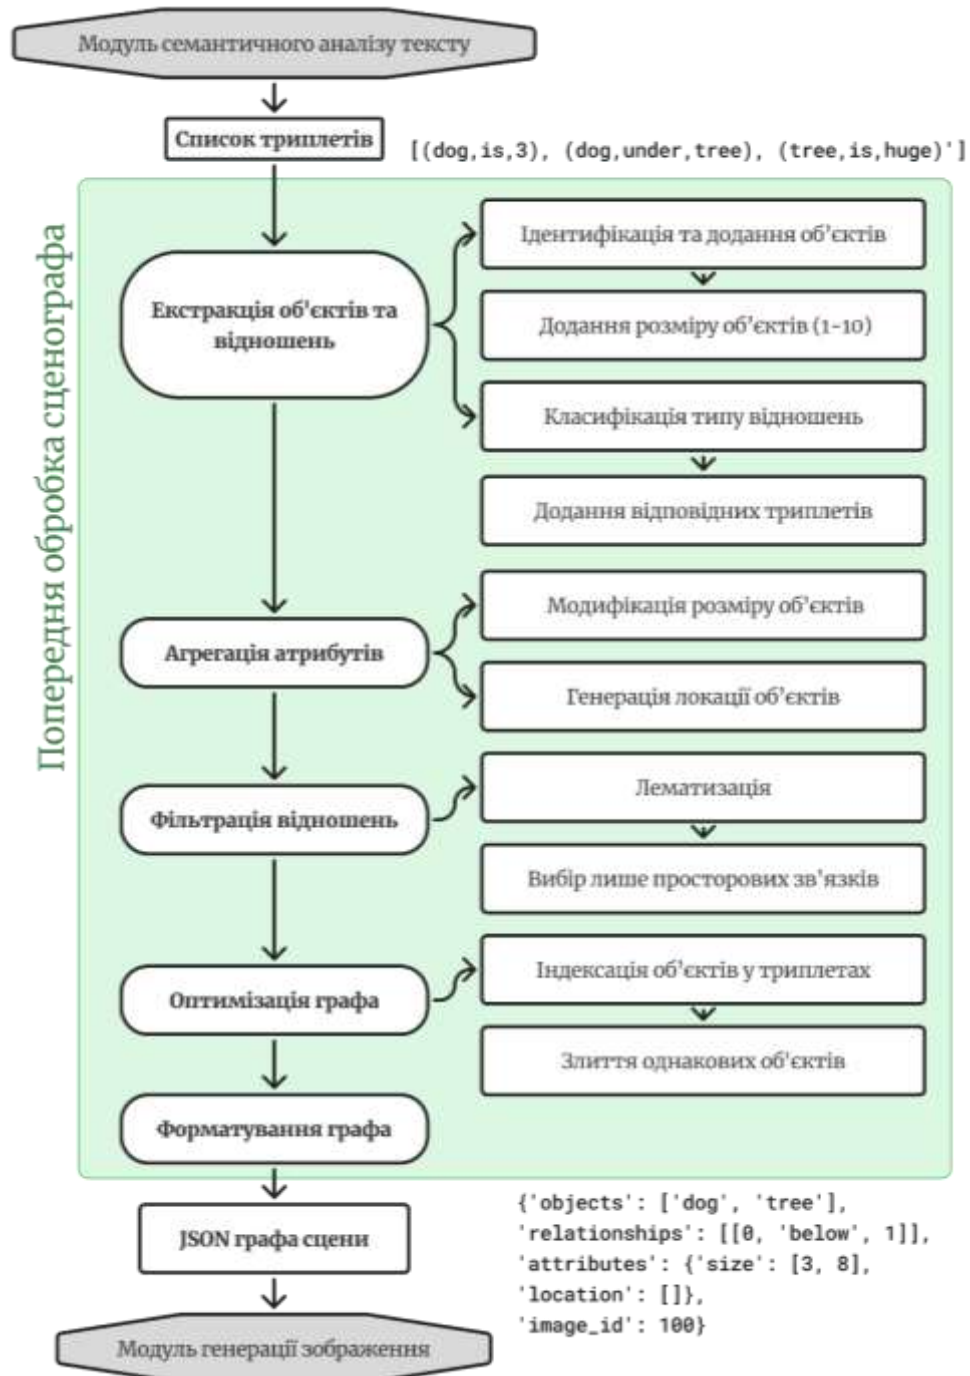 Модуль семантичного аналізу тексту
Список триплетів
[(dog,is,3), (dog,under,tree), (tree,is,huge)']
Попередня обробка сценографа
Екстракція об'єктів та
відношень
Ідентифікація та додання об'єктів
Додання розміру об'єктів (1-10)
Класифікація типу відношень
Додання відповідних триплетів
Агрегація атрибутів
Модифікація розміру об'єктів
Генерація локації об'єктів
Фільтрація відношень
Лематизація
Вибір лише просторових зв'язків
Оптимізація графа
Індексація об'єктів у триплетах
Злиття однакових об'єктів
Форматування графа
JSON графа сцени
{'objects': ['dog', 'tree'],
'relationships': [[0, 'below', 1]],
'attributes': {'size': [3, 8],
'location': []},
'image_id': 100}
Модуль генерації зображення